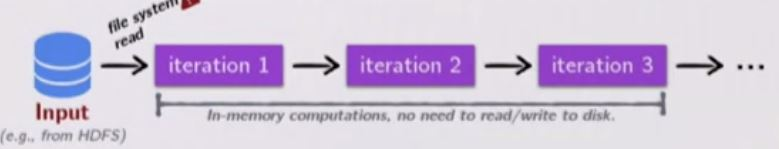 file system
read
iteration 1
iteration 2
iteration 3
...
Input
(e.g., from HDFS)
In-memory computations, no need to read/write to disk.